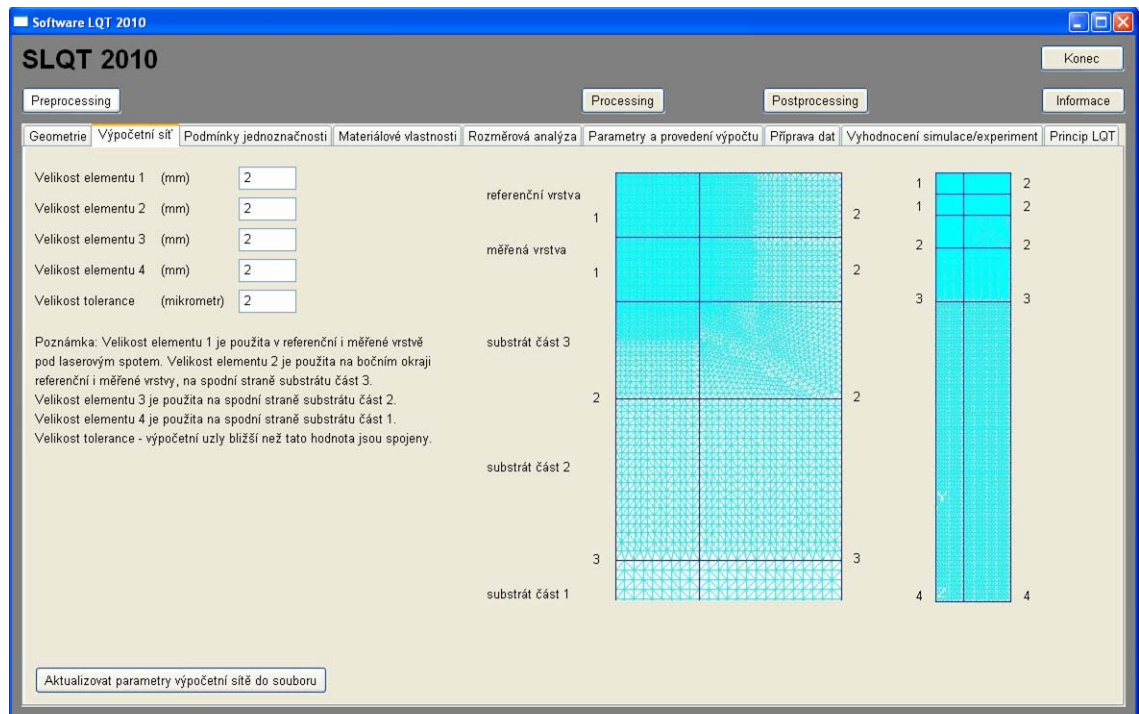 Software LQT 2010
SLQT 2010
Konec
Preprocessing
Processing
Postprocessing
Informace
Geometrie
Výpočetní síť
Podmínky jednoznačnosti
Materiálové vlastnosti
Rozměrová analýza
Parametry a provedení výpočtu
Příprava dat
Vyhodnocení simulace/experiment
Princip LQT
Velikost elementu 1 (mm) 2
Velikost elementu 2 (mm) 2
Velikost elementu 3 (mm) 2
Velikost elementu 4 (mm) 2
Velikost tolerance (mikrometr) 2
Poznámka: Velikost elementu 1 je použita v referenční i měřené vrstvě
pod laserovým spotem. Velikost elementu 2 je použita na bočním okraji
referenční i měřené vrstvy, na spodní straně substrátu část 3.
Velikost elementu 3 je použita na spodní straně substrátu část 2.
Velikost elementu 4 je použita na spodní straně substrátu část 1.
Velikost tolerance - výpočetní uzly bližší než tato hodnota jsou spojeny.
referenční vrstva
1 2
měřená vrstva
1 2
substrát část 3
2 2
substrát část 2
3 3
substrát část 1
1 2
1 2
2 2
3 3
Y
Z
4 4
Aktualizovat parametry výpočetní sítě do souboru